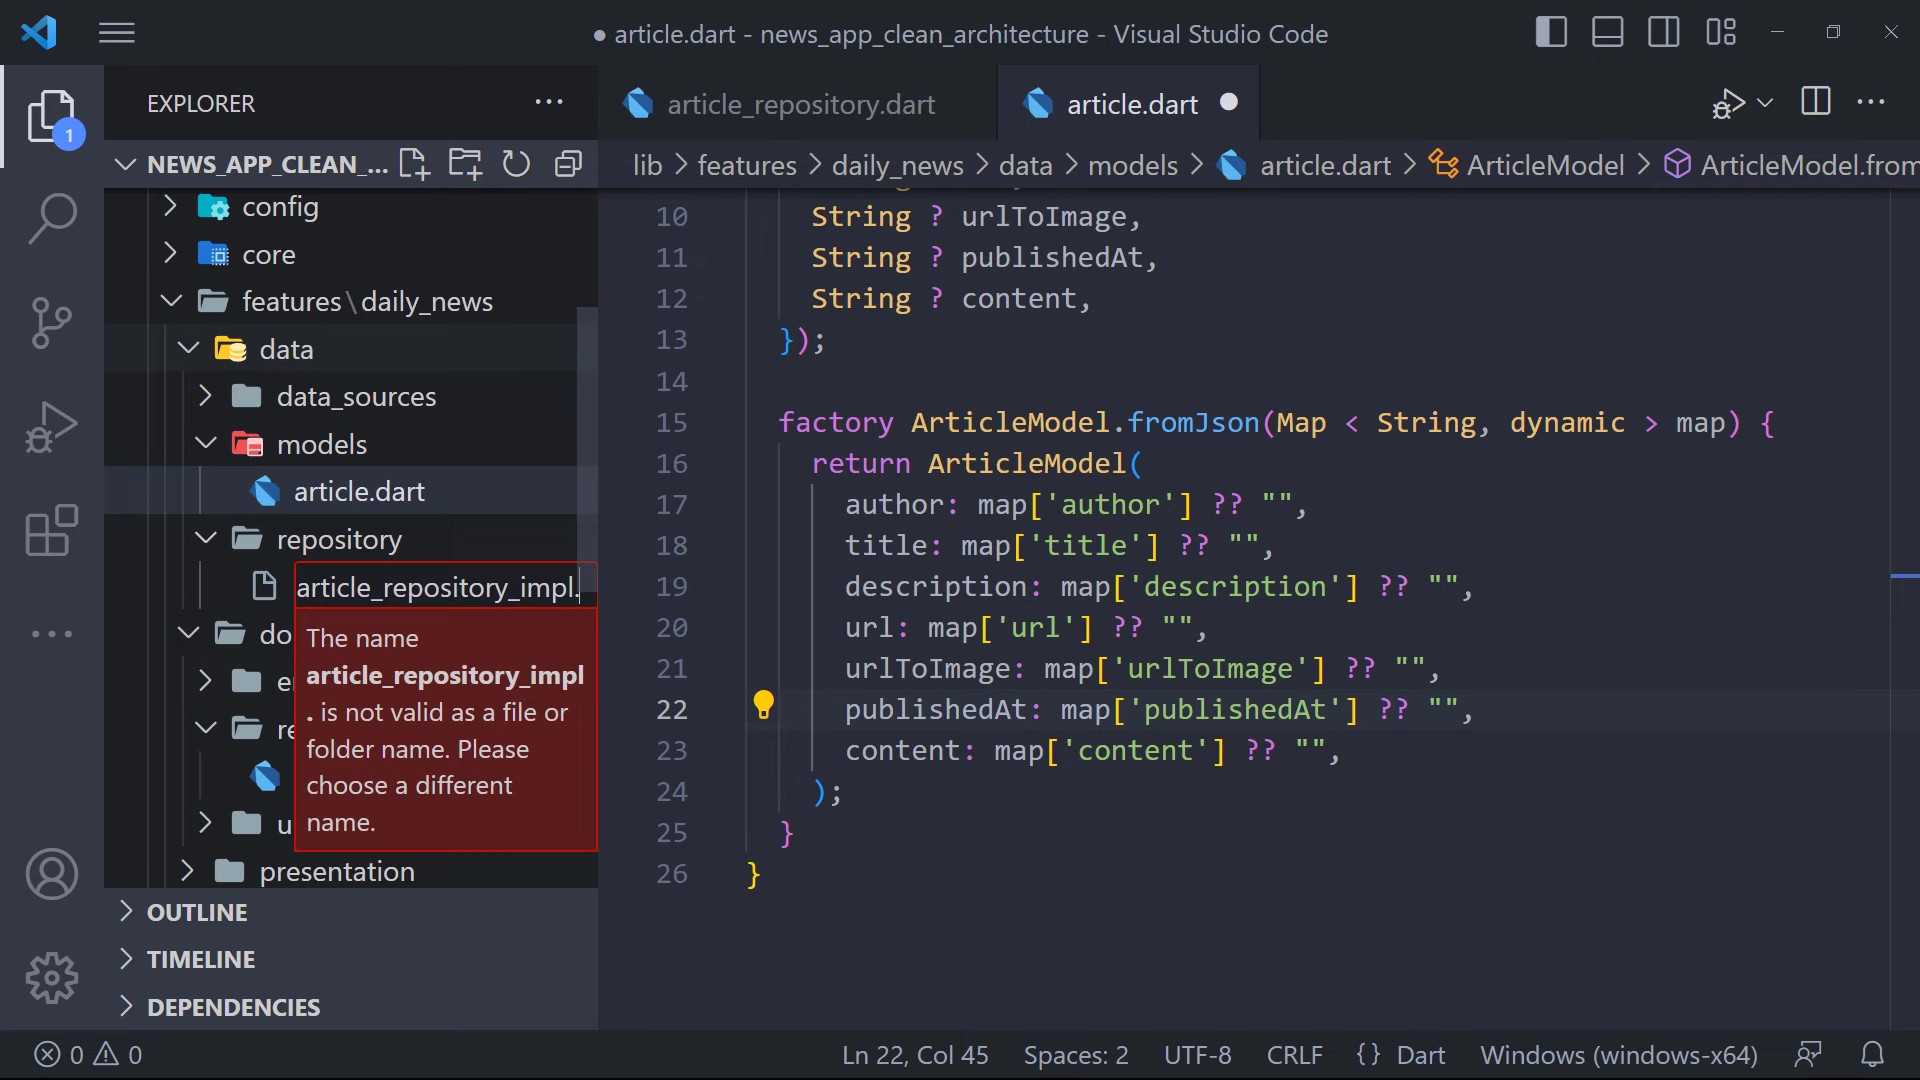 ● article.dart - news_app_clean_architecture - Visual Studio Code
EXPLORER
article_repository.dart
article.dart
1
NEWS_APP_CLEAN_...
lib > features > daily_news > data > models > article.dart > ArticleModel > ArticleModel.from
config
core
features\daily_news
data
data_sources
models
article.dart
repository
article_repository_impl.
The name
article_repository_impl
. is not valid as a file or
folder name. Please
choose a different
name.
do
e
re
u
presentation
OUTLINE
TIMELINE
DEPENDENCIES
10 String ? urlToImage,
11 String ? publishedAt,
12 String ? content,
13 });
14
15 factory ArticleModel.fromJson(Map < String, dynamic > map) {
16 return ArticleModel(
17 author: map['author'] ?? "",
18 title: map['title'] ?? "",
19 description: map['description'] ?? "",
20 url: map['url'] ?? "",
21 urlToImage: map['urlToImage'] ?? "",
22 publishedAt: map['publishedAt'] ?? "",
23 content: map['content'] ?? "",
24 );
25 }
26 }
0 0 Ln 22, Col 45 Spaces: 2 UTF-8 CRLF {} Dart Windows (windows-x64)